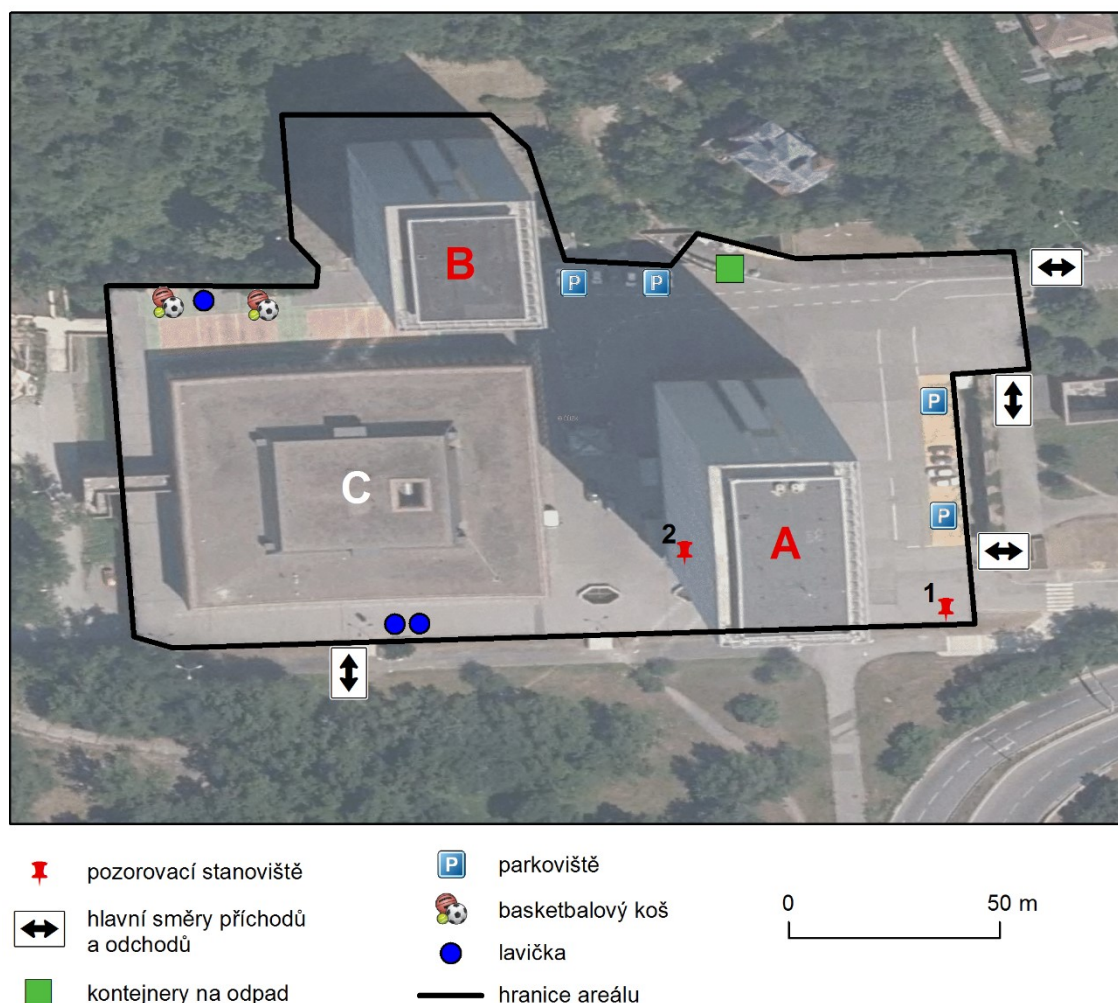 B
P
P
P
C
P
2
A
1
pozorovací stanoviště
hlavní směry příchodů
a odchodů
kontejnery na odpad
P
parkoviště
basketbalový koš
lavička
hranice areálu
0
50 m